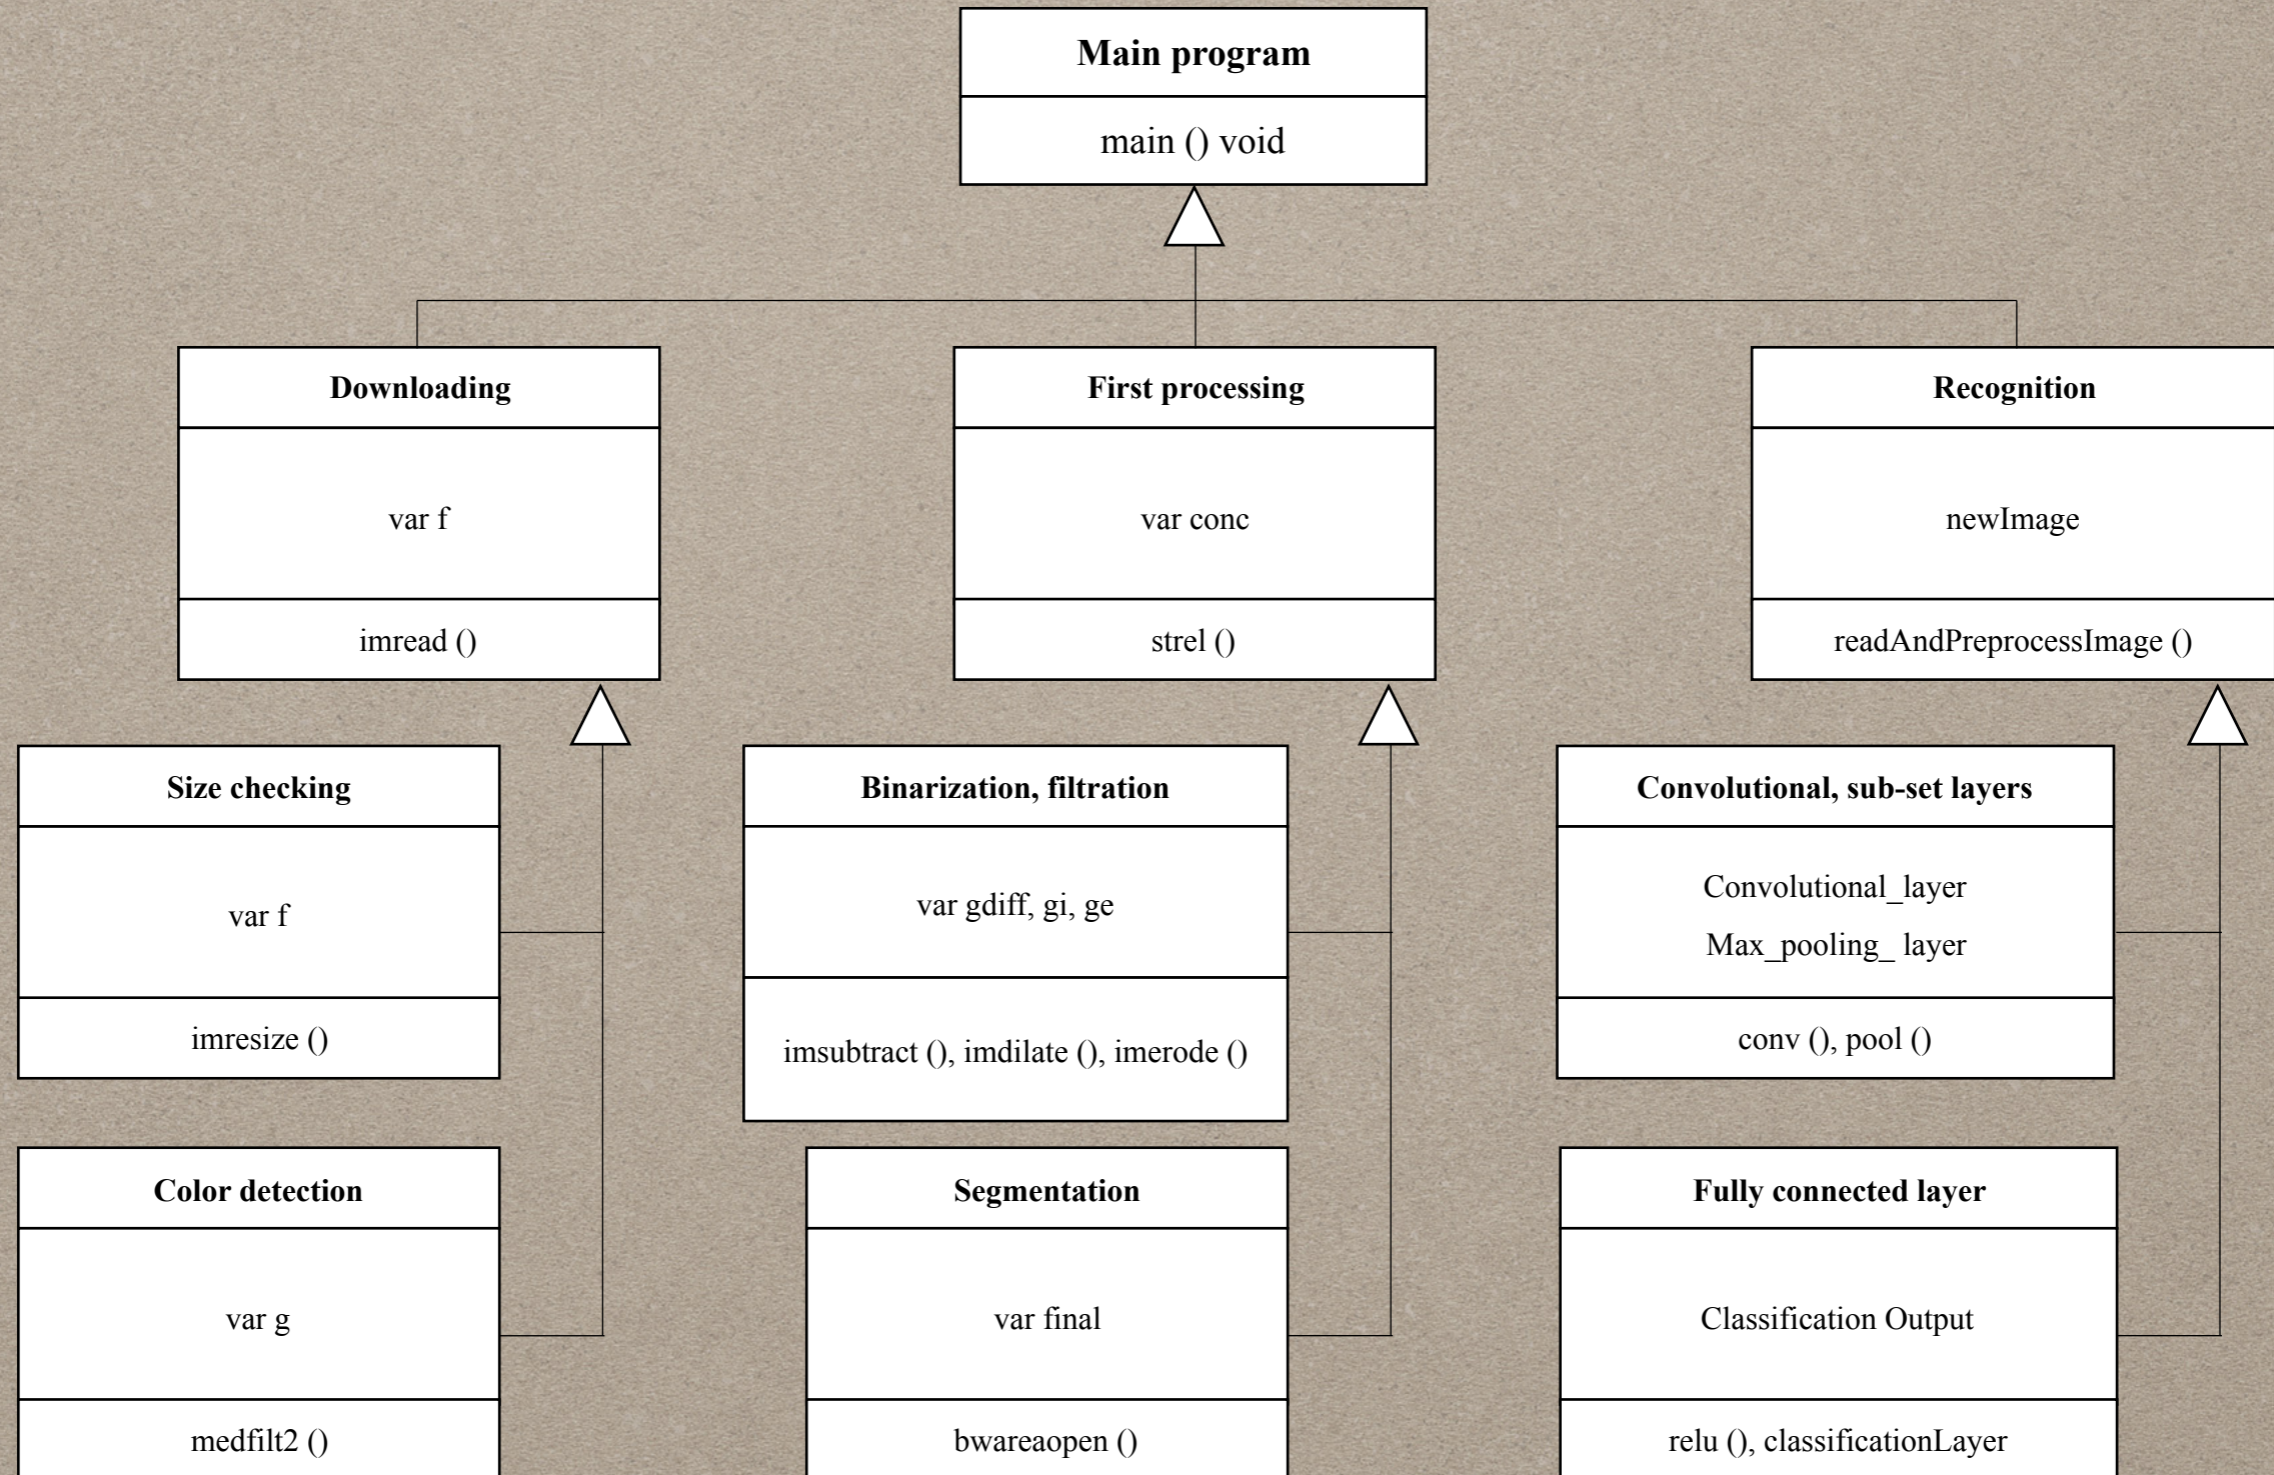 Main program
main () void
Downloading
var f
imread ()
First processing
var conc
strel ()
Recognition
newImage
readAndPreprocessImage ()
Size checking
var f
imresize ()
Binarization, filtration
var gdiff, gi, ge
imsubtract (), imdilate (), imerode ()
Convolutional, sub-set layers
Convolutional_layer
Max_pooling_ layer
conv (), pool ()
Color detection
var g
medfilt2 ()
Segmentation
var final
bwareaopen ()
Fully connected layer
Classification Output
relu (), classificationLayer